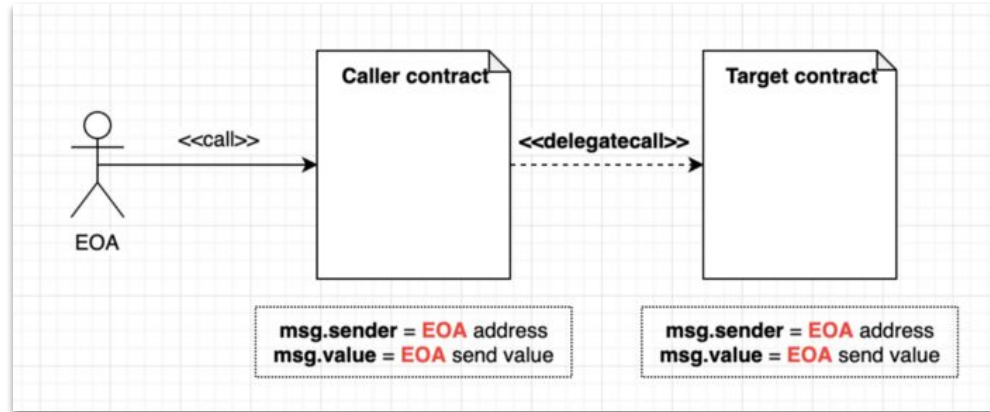 Caller contract
Target contract
<<call>>
<<delegatecall>>
EOA
msg.sender = EOA address
msg.value = EOA send value
msg.sender = EOA address
msg.value = EOA send value